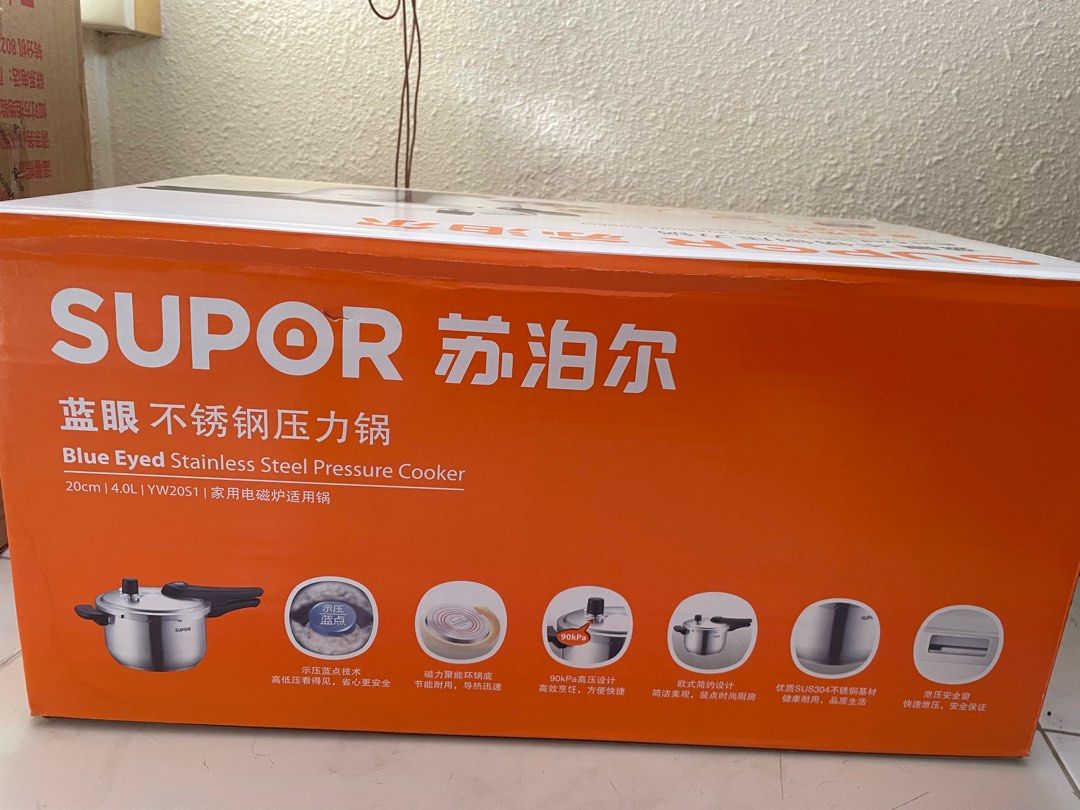 SUPOR 苏泊尔
SUPOR 苏泊尔
蓝眼 不锈钢压力锅
Blue Eyed Stainless Steel Pressure Cooker
20cm | 4.0L | YW20S1 | 家用电磁炉适用锅
SUPOR
示压
蓝点
90kPa
示压蓝点技术
高低压看得见，省心更安全
磁力聚能环锅底
节能耐用，导热迅速
90kPa高压设计
高效烹饪，方便快捷
欧式简约设计
简洁美观，装点时尚厨房
优质SUS304不锈钢基材
健康耐用，品质生活
泄压安全窗
快速泄压，安全保证